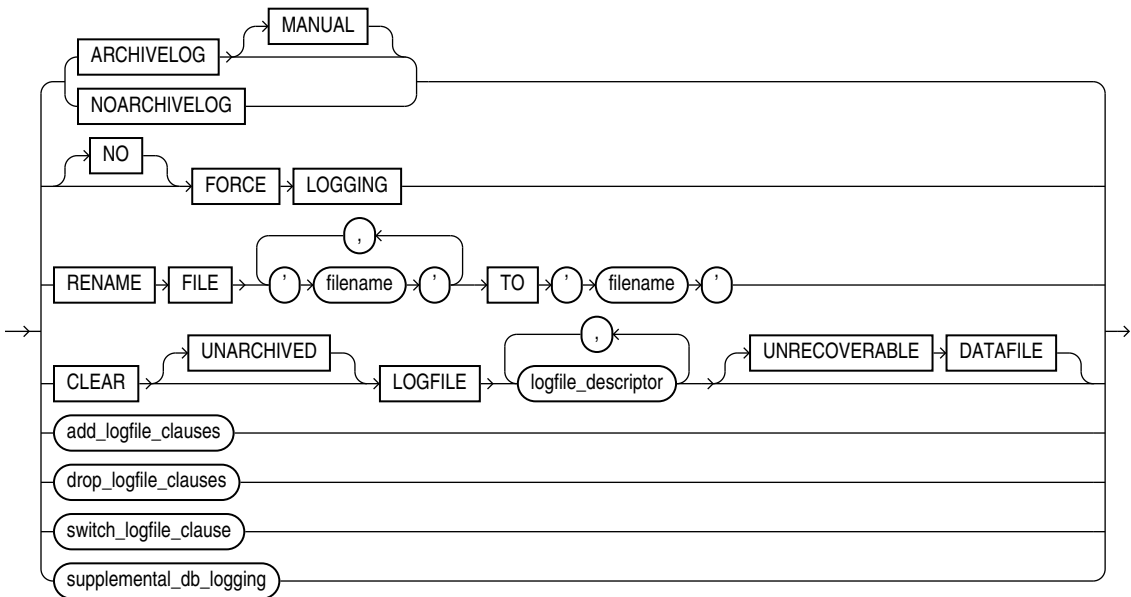 MANUAL
ARCHIVELOG
NOARCHIVELOG
NO
FORCE LOGGING
,
RENAME FILE ’ filename ’ TO ’ filename ’
,
UNARCHIVED UNRECOVERABLE DATAFILE
CLEAR LOGFILE logfile_descriptor
add_logfile_clauses
drop_logfile_clauses
switch_logfile_clause
supplemental_db_logging